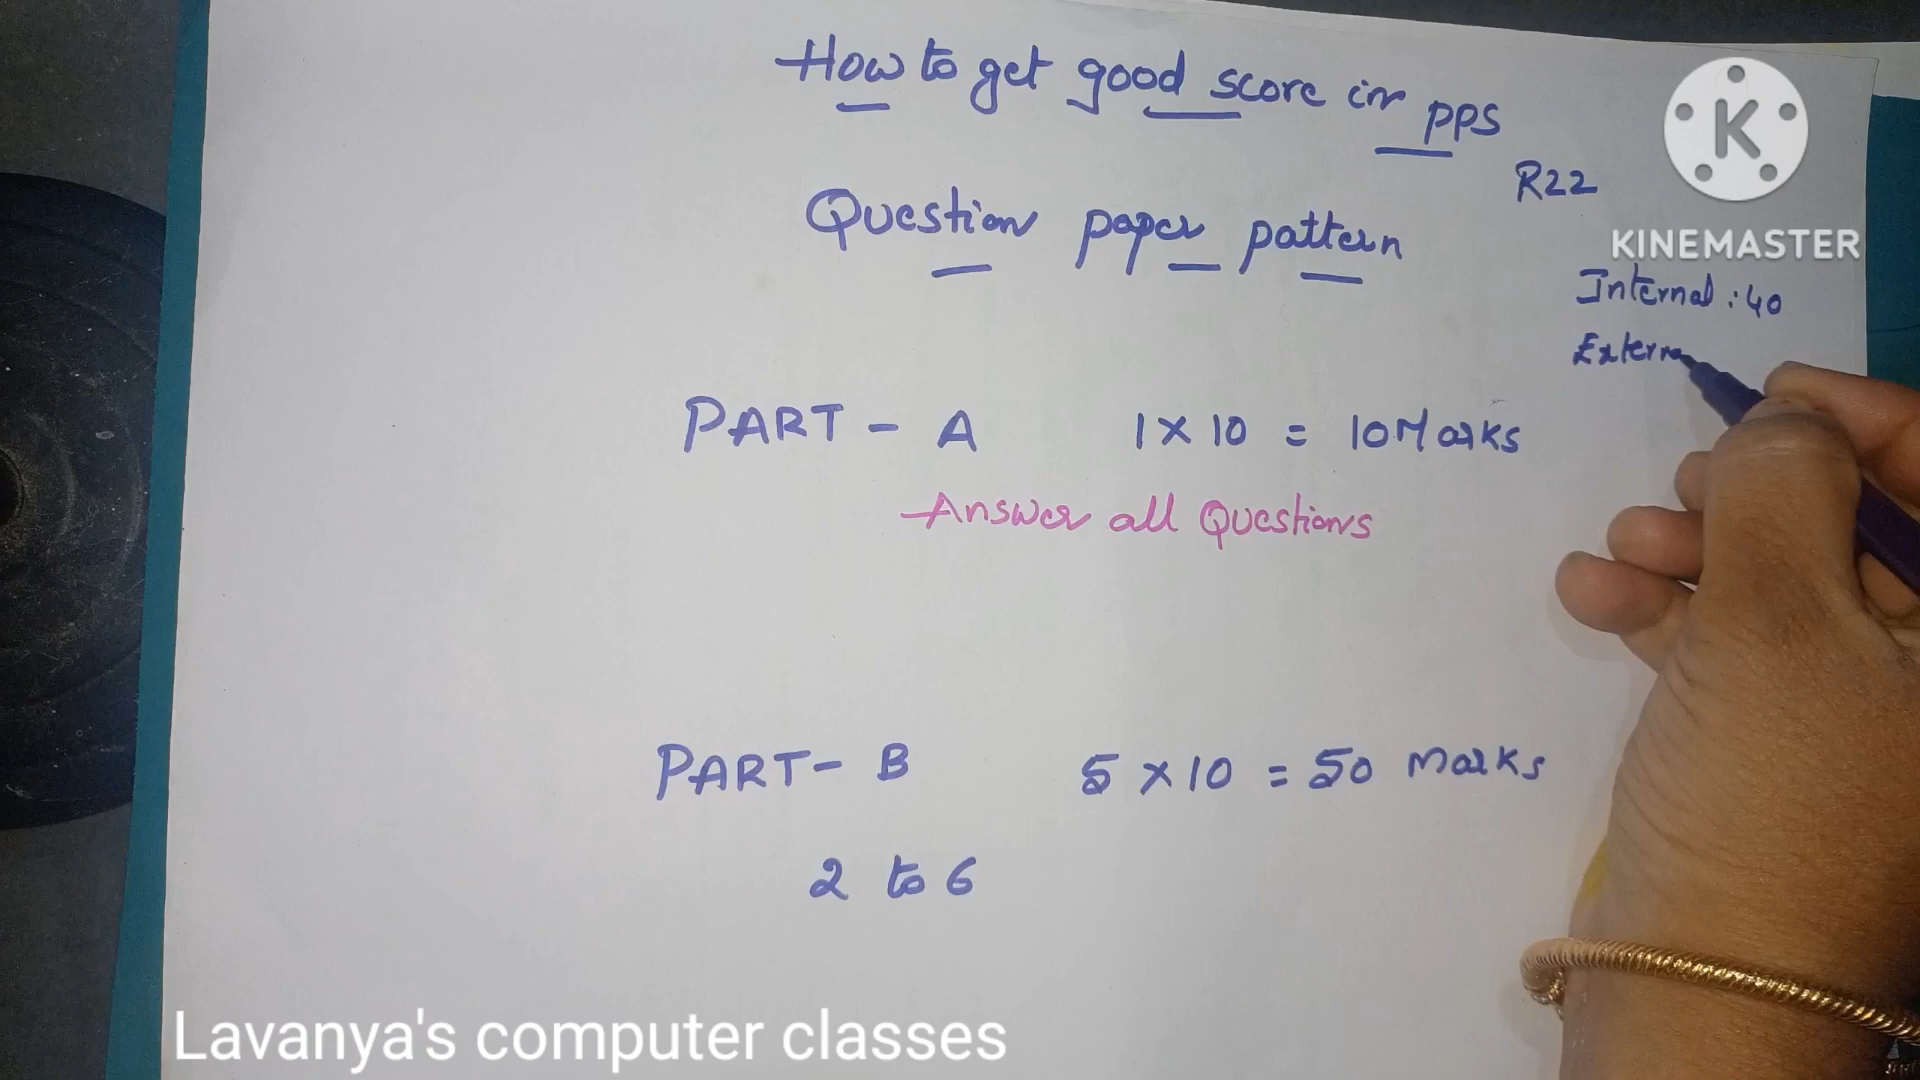 How to get good score in pps
R22
Question paper pattern
KINEMASTER
Internal : 40
Extern
PART - A 1 X 10 = 10 Marks
Answer all Questions
PART - B 5 X 10 = 50 Marks
2 to 6
Lavanya's computer classes